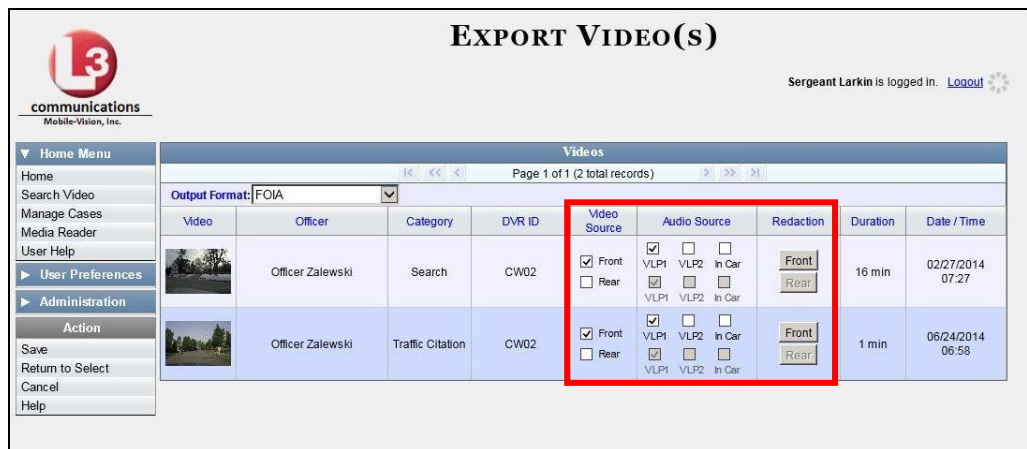 EXPORT VIDEO(S)
L3
communications
Mobile-Vision, Inc.
Sergeant Larkin is logged in. Logout
Home Menu
Home
Search Video
Manage Cases
Media Reader
User Help
User Preferences
Administration
Action
Save
Return to Select
Cancel
Help
Videos
Page 1 of 1 (2 total records)
Output Format: FOIA
Video Officer Category DVR ID Video Source Audio Source Redaction Duration Date / Time
Officer Zalewski Search CW02
Front
Rear
VLP1 VLP2 In Car
VLP1 VLP2 In Car
Front
Rear
16 min
02/27/2014
07:27
Officer Zalewski Traffic Citation CW02
Front
Rear
VLP1 VLP2 In Car
VLP1 VLP2 In Car
Front
Rear
1 min
06/24/2014
06:58